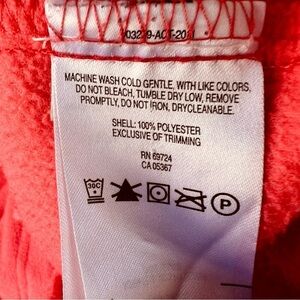 MACHINE WASH COLD GENTLE, WITH LIKE COLORS,
DO NOT BLEACH, TUMBLE DRY LOW, REMOVE
PROMPTLY, DO NOT IRON, DRYCLEANABLE.
SHELL: 100% POLYESTER
EXCLUSIVE OF TRIMMING
RN 69724
CA 05367
30C
P